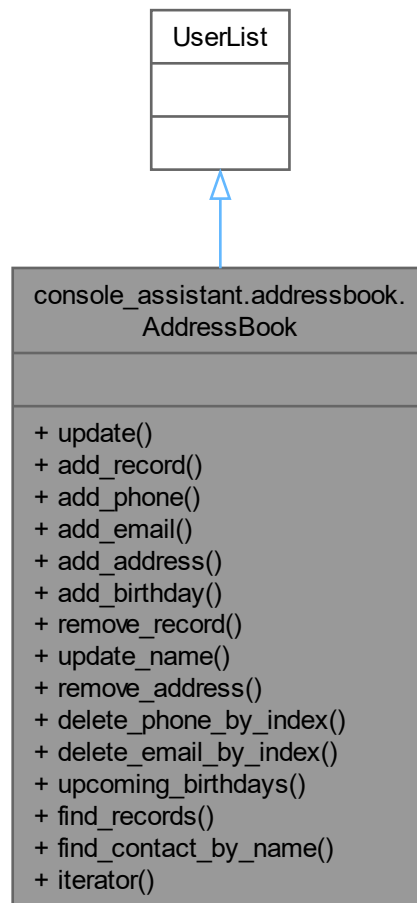 UserList
console_assistant.addressbook.
AddressBook
+ update()
+ add_record()
+ add_phone()
+ add_email()
+ add_address()
+ add_birthday()
+ remove_record()
+ update_name()
+ remove_address()
+ delete_phone_by_index()
+ delete_email_by_index()
+ upcoming_birthdays()
+ find_records()
+ find_contact_by_name()
+ iterator()